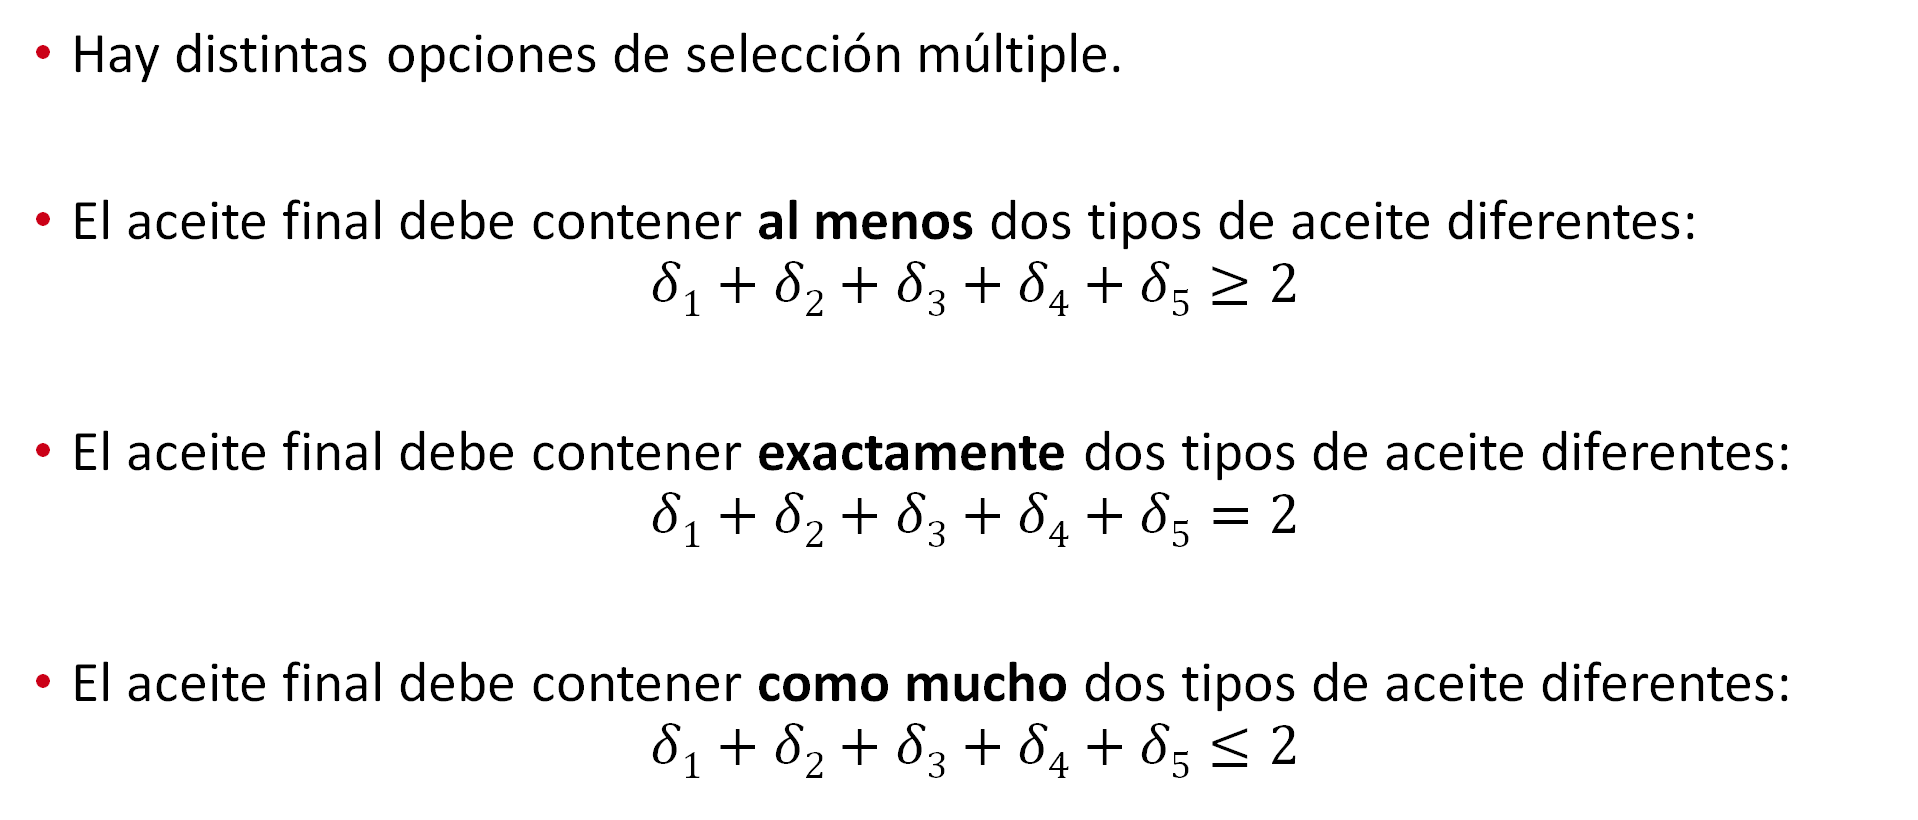 • Hay distintas opciones de selección múltiple.
• El aceite final debe contener al menos dos tipos de aceite diferentes:
δ₁ + δ₂ + δ₃ + δ₄ + δ₅ ≥ 2
• El aceite final debe contener exactamente dos tipos de aceite diferentes:
δ₁ + δ₂ + δ₃ + δ₄ + δ₅ = 2
• El aceite final debe contener como mucho dos tipos de aceite diferentes:
δ₁ + δ₂ + δ₃ + δ₄ + δ₅ ≤ 2